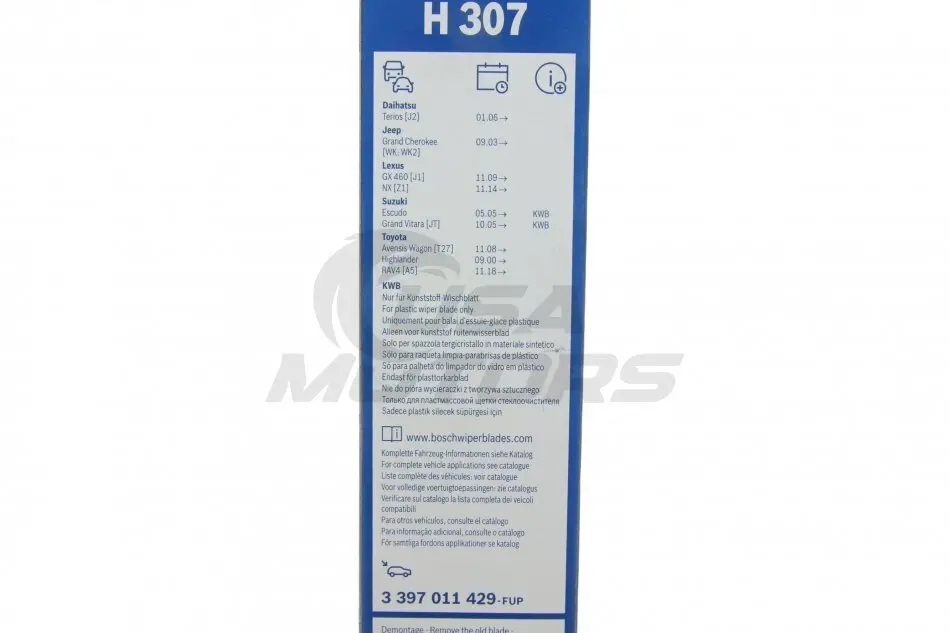 H 307
Daihatsu
Terios [J2] 01.06→
Jeep
Grand Cherokee 09.03→
[WK; WK2]
Lexus
GX 460 [J1] 11.09→
NX [Z1] 11.14→
Suzuki
Escudo 05.05→ KWB
Grand Vitara [JT] 10.05→ KWB
Toyota
Avensis Wagon [T27] 11.08→
Highlander 09.00→
RAV4 [A5] 11.18→
KWB
Nur für Kunststoff-Wischblatt
For plastic wiper blade only
Uniquement pour balai d'essuie-glace plastique
Alleen voor kunststof ruitenwisserblad
Solo per spazzola tergicristallo in materiale sintetico
Sólo para raqueta limpia-parabrisas de plástico
Só para palheta do limpador do vidro em plástico
Endast för plasttorkarblad
Nie do pióra wycieraczki z tworzywa sztucznego
Только для пластмассовой щетки стеклоочистителя
Sadece plastik silecek süpürgesi için
USA
MOTORS
www.boschwiperblades.com
Komplette Fahrzeug-Informationen siehe Katalog
For complete vehicle applications see catalogue
Liste complète des véhicules: voir catalogue
Voor volledige voertuigtoepassingen: zie catalogus
Verificare sul catalogo la lista completa dei veicoli
compatibili
Para otros vehículos, consulte el catálogo
Para informação adicional, consulte o catálogo
För samtliga fordons applikationer se katalog
3 397 011 429-FUP
Demontage - Remove the old blade -